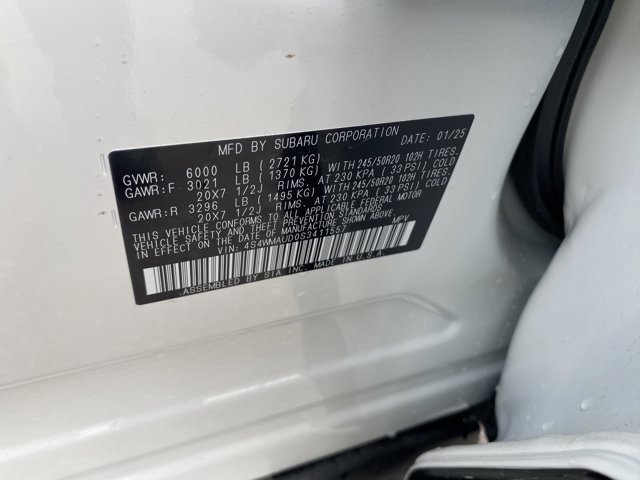 MFD BY SUBARU CORPORATION DATE: 01/25
GVWR: 6000 LB ( 2721 KG)
GAWR: F 3021 LB ( 1370 KG) WITH 245/50R20 102H TIRES.
20X7 1/2J RIMS. AT 230 KPA ( 33 PSI) COLD
GAWR: R 3296 LB ( 1495 KG) WITH 245/50R20 102H TIRES.
20X7 1/2J RIMS. AT 230 KPA ( 33 PSI) COLD
THIS VEHICLE CONFORMS TO ALL APPLICABLE FEDERAL MOTOR
VEHICLE SAFETY AND THEFT PREVENTION STANDARDS
IN EFFECT ON THE DATE OF MANUFACTURE SHOWN ABOVE.
VIN: 4S4WMAUD0S3411557 MPV
ASSEMBLED BY SIA INC. MADE IN U.S.A.